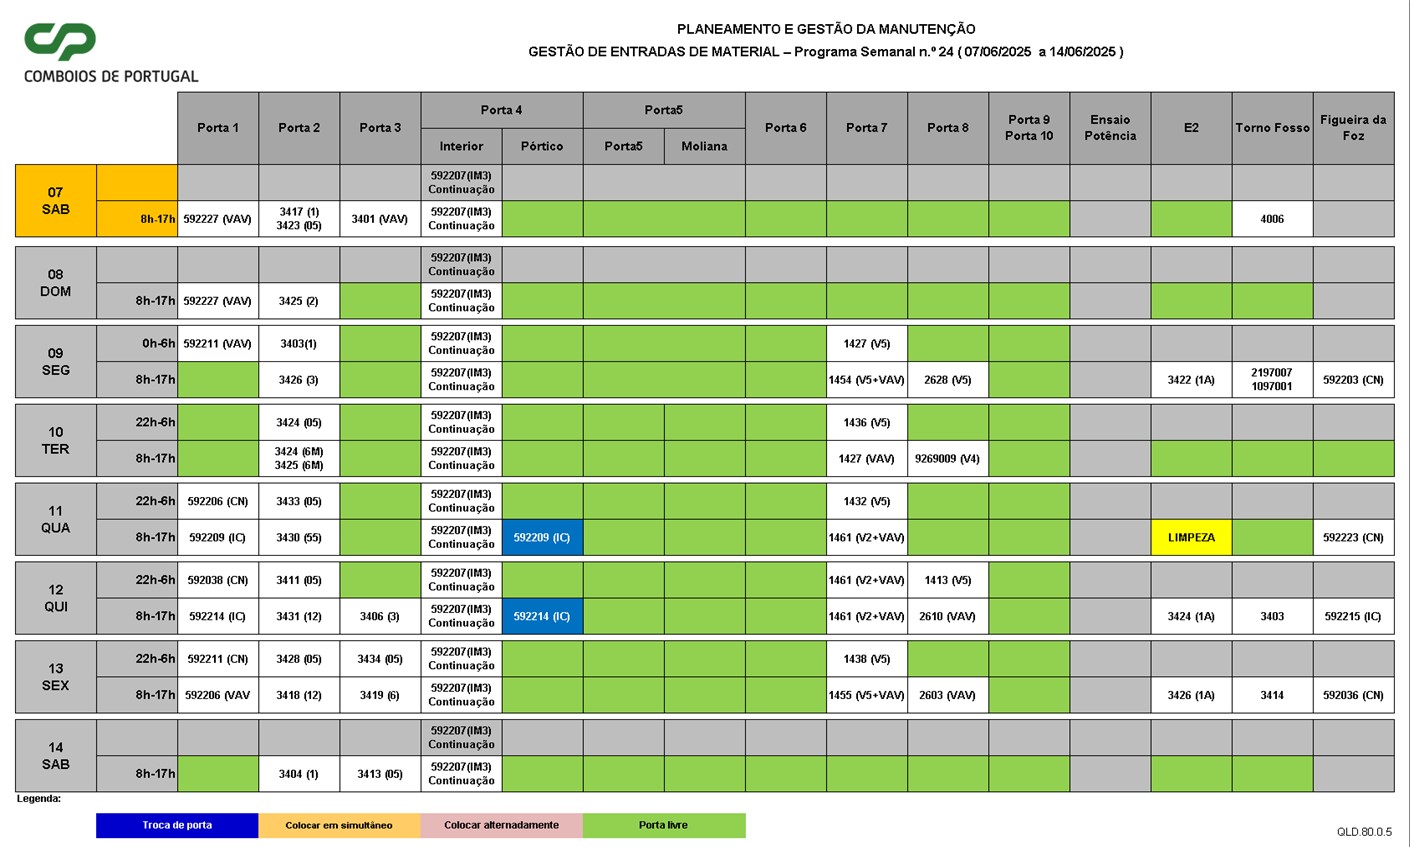 CP
COMBOIOS DE PORTUGAL
PLANEAMENTO E GESTÃO DA MANUTENÇÃO
GESTÃO DE ENTRADAS DE MATERIAL – Programa Semanal n.º 24 ( 07/06/2025 a 14/06/2025 )
Porta 1 Porta 2 Porta 3 Porta 4 Porta5 Porta 6 Porta 7 Porta 8 Porta 9 Porta 10 Ensaio Potência E2 Torno Fosso Figueira da Foz
Interior Pórtico Porta5 Moliana
07 SAB
592207(IM3) Continuação
8h-17h 592227 (VAV) 3417 (1) 3423 (05) 3401 (VAV) 592207(IM3) Continuação 4006
08 DOM
592207(IM3) Continuação
8h-17h 592227 (VAV) 3425 (2) 592207(IM3) Continuação
09 SEG
0h-6h 592211 (VAV) 3403(1) 592207(IM3) Continuação 1427 (V5)
8h-17h 3426 (3) 592207(IM3) Continuação 1454 (V5+VAV) 2628 (V5) 3422 (1A) 2197007 1097001 592203 (CN)
10 TER
22h-6h 3424 (05) 592207(IM3) Continuação 1436 (V5)
8h-17h 3424 (6M) 3425 (6M) 592207(IM3) Continuação 1427 (VAV) 9269009 (V4)
11 QUA
22h-6h 592206 (CN) 3433 (05) 592207(IM3) Continuação 1432 (V5)
8h-17h 592209 (IC) 3430 (55) 592207(IM3) Continuação 592209 (IC) 1461 (V2+VAV) LIMPEZA 592223 (CN)
12 QUI
22h-6h 592038 (CN) 3411 (05) 592207(IM3) Continuação 1461 (V2+VAV) 1413 (V5)
8h-17h 592214 (IC) 3431 (12) 3406 (3) 592207(IM3) Continuação 592214 (IC) 1461 (V2+VAV) 2610 (VAV) 3424 (1A) 3403 592215 (IC)
13 SEX
22h-6h 592211 (CN) 3428 (05) 3434 (05) 592207(IM3) Continuação 1438 (V5)
8h-17h 592206 (VAV 3418 (12) 3419 (6) 592207(IM3) Continuação 1455 (V5+VAV) 2603 (VAV) 3426 (1A) 3414 592036 (CN)
14 SAB
592207(IM3) Continuação
8h-17h 3404 (1) 3413 (05) 592207(IM3) Continuação
Legenda:
Troca de porta Colocar em simultâneo Colocar alternadamente Porta livre
QLD.80.0.5